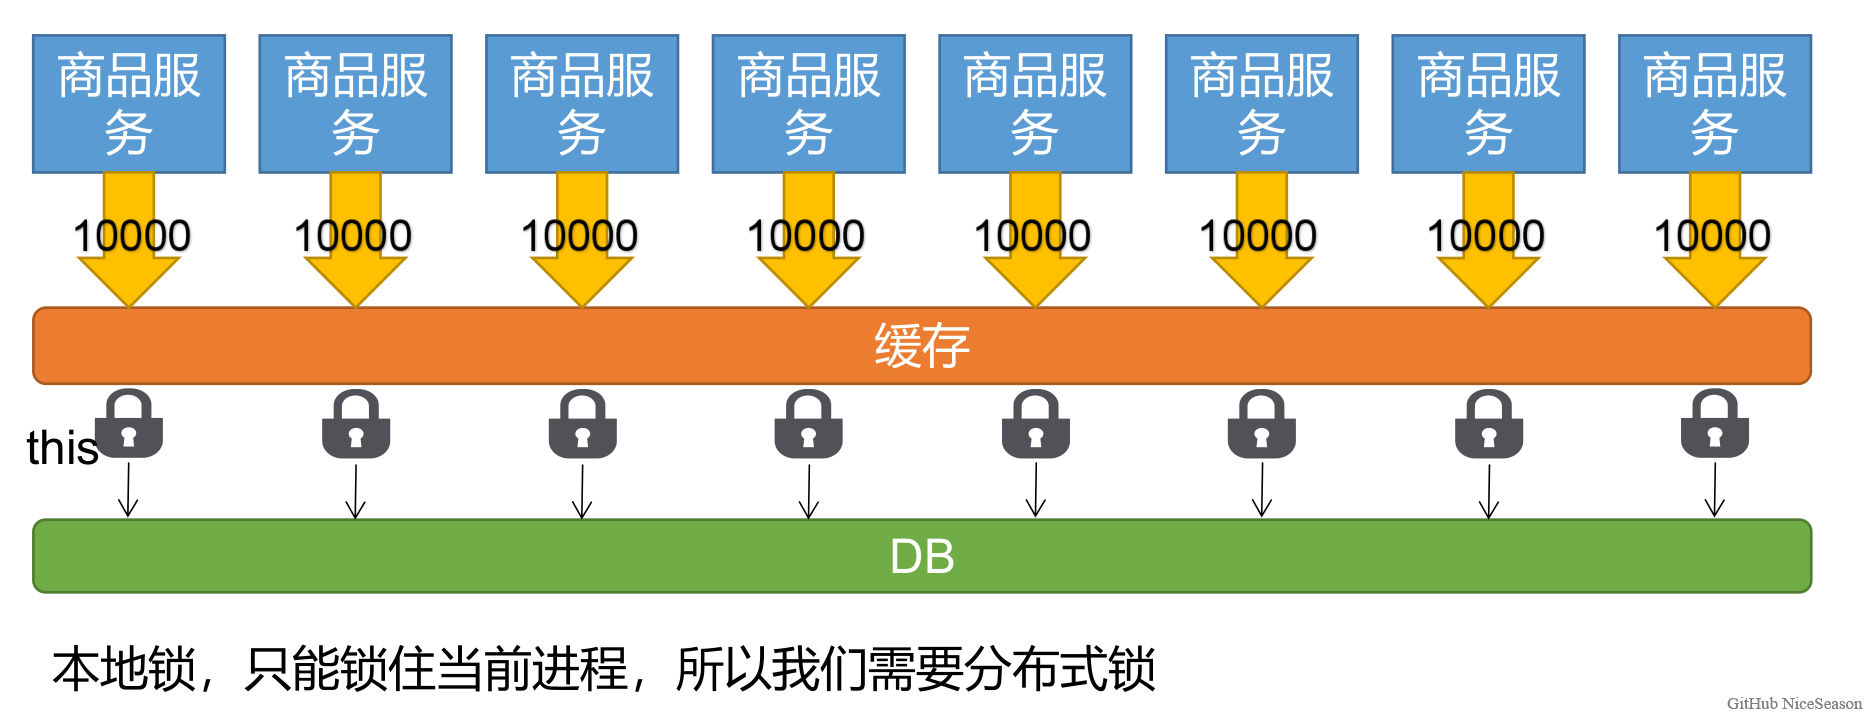 商品服 商品服 商品服 商品服 商品服 商品服 商品服 商品服
务 务 务 务 务 务 务 务
10000 10000 10000 10000 10000 10000 10000 10000
缓存
this
DB
本地锁，只能锁住当前进程，所以我们需要分布式锁
GitHub NiceSeason